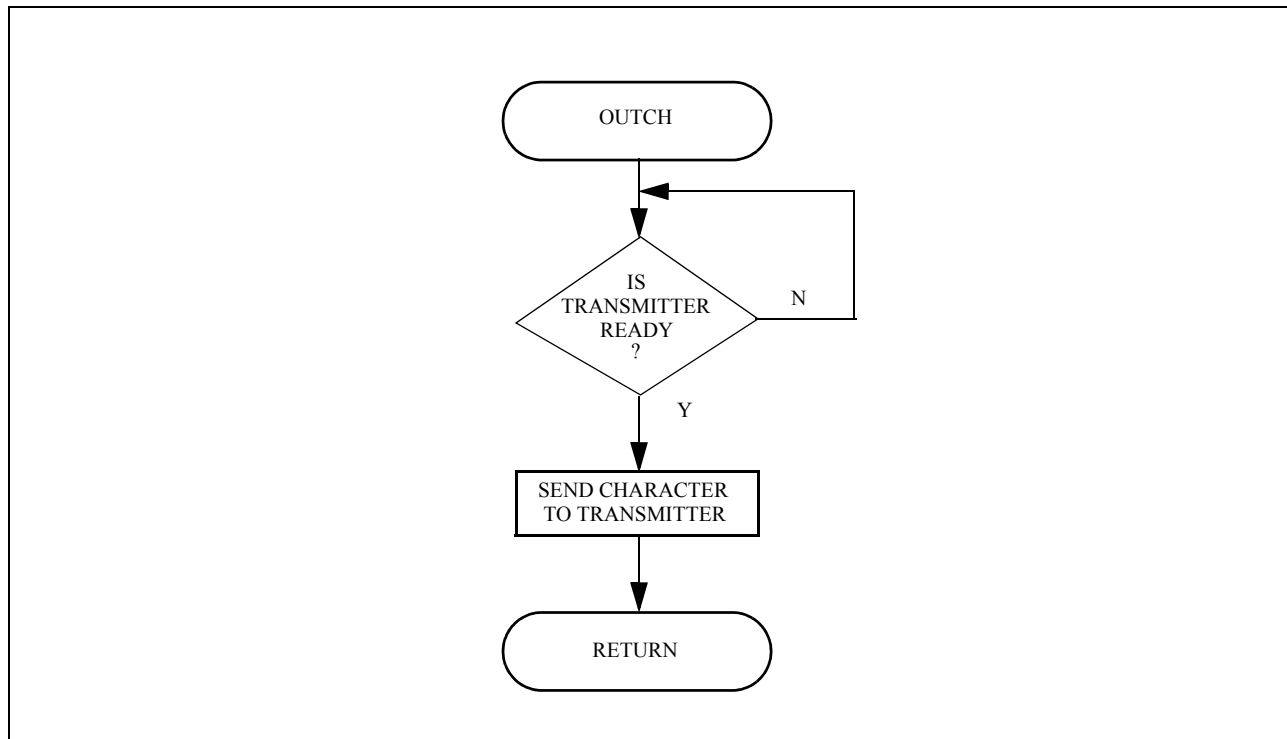 OUTCH
IS
TRANSMITTER
READY
?
N
Y
SEND CHARACTER
TO TRANSMITTER
RETURN